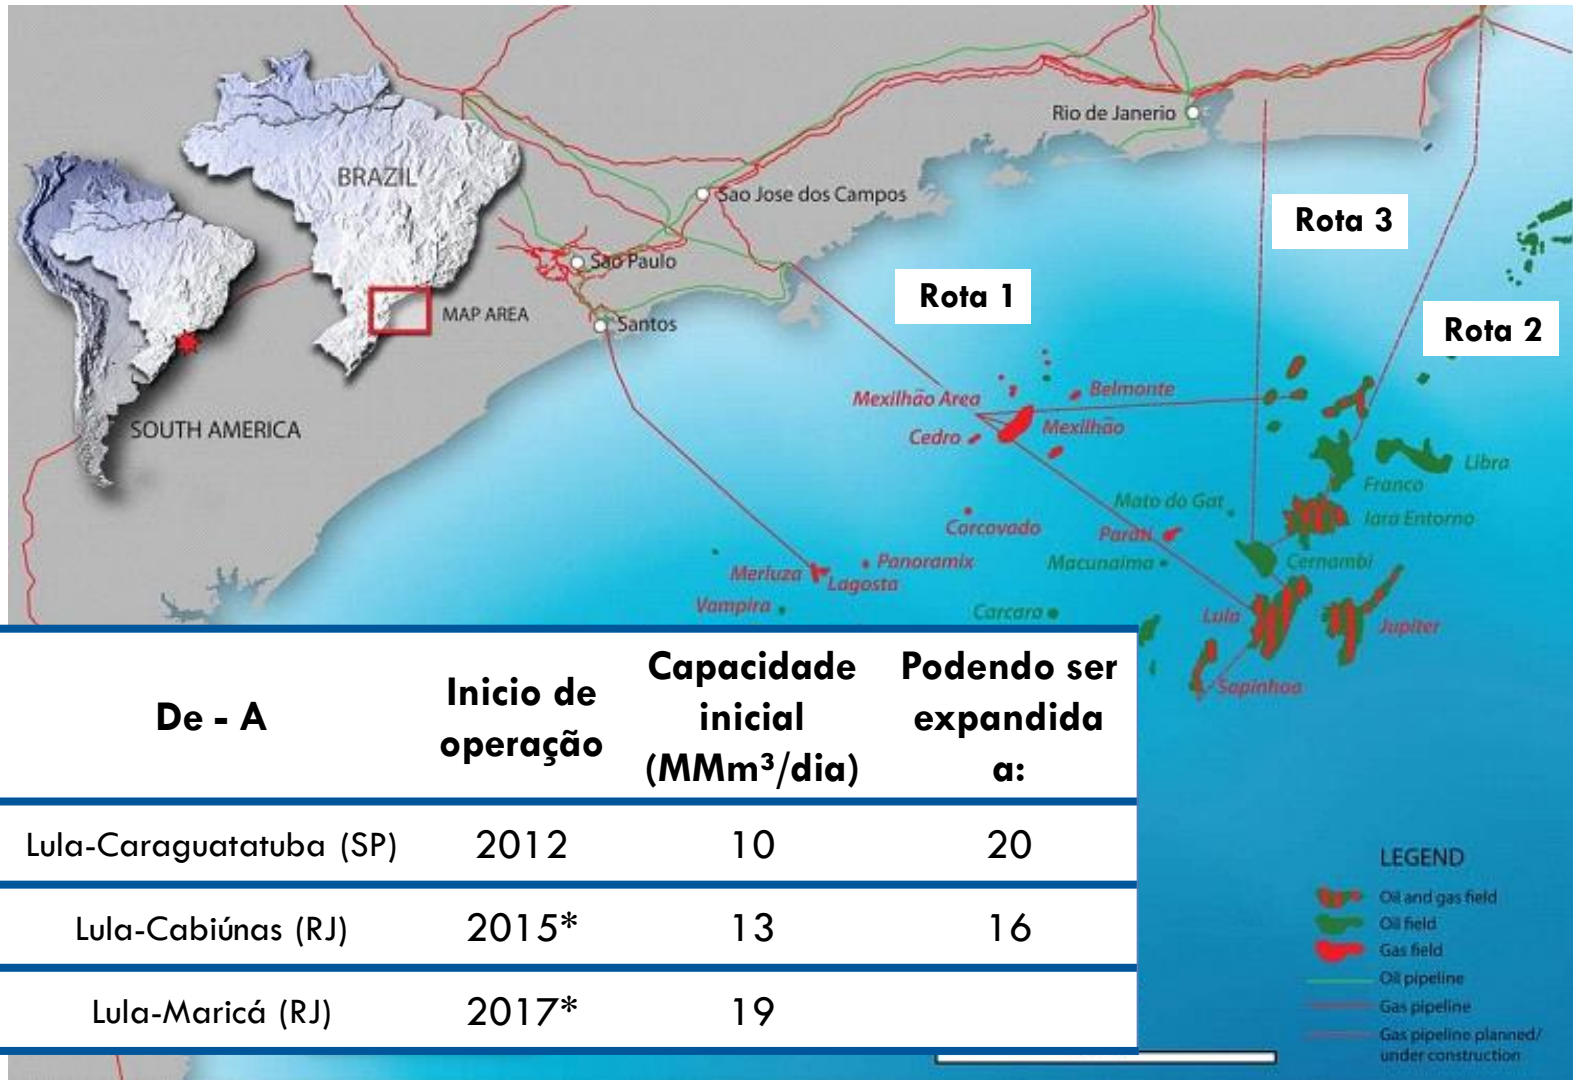 Rio de Janerio
BRAZIL
Sao Jose dos Campos
Rota 3
Sao Paulo
Rota 1
MAP AREA
Santos
Rota 2
Mexilhão Area
Belmonte
SOUTH AMERICA
Cedro
Mexilhão
Libra
Franco
Mato do Gat
Corcovado
Iara Entorno
Parati
Merluza
Panoramix
Macunaima
Cernambi
Lagosta
Vampira
Carcara
Lula
Jupiter
Sapinhoa
De - A
Inicio de
operação
Capacidade
inicial
(MMm³/dia)
Podendo ser
expandida
a:
Lula-Caraguatatuba (SP) 2012 10 20
Lula-Cabiúnas (RJ) 2015* 13 16
Lula-Maricá (RJ) 2017* 19
LEGEND
Oil and gas field
Oil field
Gas field
Oil pipeline
Gas pipeline
Gas pipeline planned/
under construction